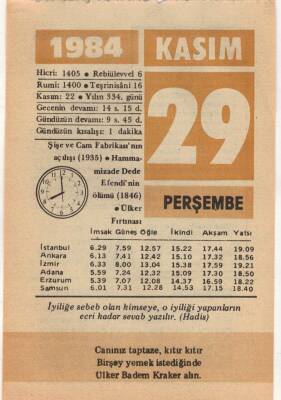 1984
KASIM
Hicri: 1405 • Rebiülevvel 6
Rumî: 1400 • Teşrinisâni 16
Kasım: 22 • Yılın 334. günü
Gecenin devamı: 14 s. 15 d.
Gündüzün devamı: 9 s. 45 d.
Gündüzün kısalışı: 1 dakika
29
PERŞEMBE
Şişe ve Cam Fabrikası'nın
açılışı (1935) • Hamma-
mizade Dede
Efendi'nin
ölümü (1846)
• Ülker
Fırtınası
İmsak Güneş Öğle İkindi Akşam Yatsı
İstanbul 6.29 7.59 12.57 15.22 17.44 19.09
Ankara 6.13 7.41 12.42 15.10 17.32 18.56
İzmir 6.33 8.00 13.04 15.38 17.59 19.21
Adana 5.59 7.24 12.32 15.09 17.30 18.50
Erzurum 5.39 7.07 12.08 14.37 16.59 18.22
Samsun 6.01 7.31 12.28 14.53 17.15 18.40
İyiliğe sebeb olan kimseye, o iyiliği yapanların
ecri kadar sevab yazılır. (Hadis)
Canınız taptaze, kıtır kıtır
Birşey yemek istediğinde
Ülker Badem Kraker alın.